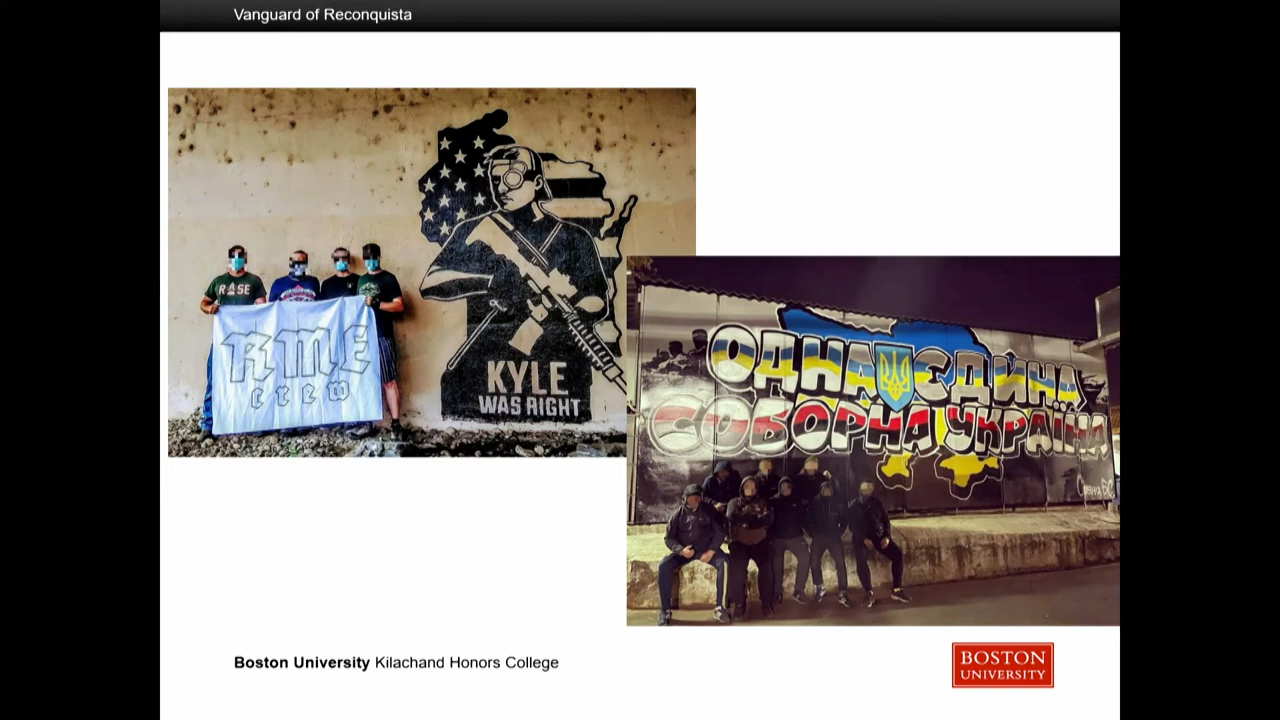 Vanguard of Reconquista
RISE
RME
crew
KYLE
WAS RIGHT
ОДНА ЄДИНА
СОБОРНА УКРАЇНА
Boston University Kilachand Honors College
BOSTON
UNIVERSITY